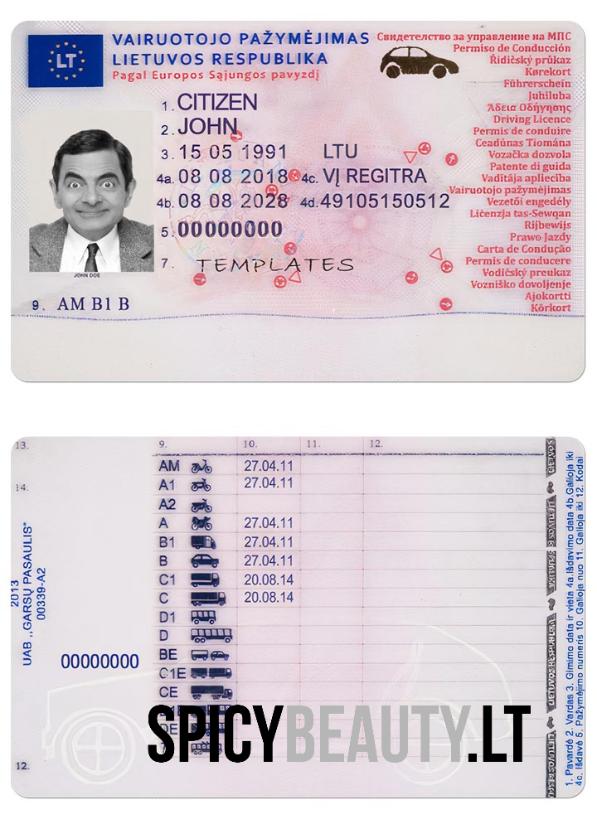 LT
VAIRUOTOJO PAŽYMĖJIMAS
LIETUVOS RESPUBLIKA
Pagal Europos Sąjungos pavyzdį
1. CITIZEN
2. JOHN
3. 15 05 1991 LTU
4a. 08 08 2018 4c. VĮ REGITRA
4b. 08 08 2028 4d. 49105150512
5. 00000000
7. TEMPLATES
JOHN DOE
9. AM B1 B
Свидетелство за управление на МПС
Permiso de Conducción
Řidičský průkaz
Kørekort
Führerschein
Juhiluba
Άδεια Οδήγησης
Driving Licence
Permis de conduire
Ceadúnas Tiomána
Vozačka dozvola
Patente di guida
Vadītāja apliecība
Vairuotojo pažymėjimas
Vezetői engedély
Liċenzja tas-Sewqan
Rijbewijs
Prawo Jazdy
Carta de Condução
Permis de conducere
Vodičský preukaz
Vozniško dovoljenje
Ajokortti
Körkort
13.
14.
2013
UAB „GARSŲ PASAULIS"
00339-A2
00000000
12.
9. 10. 11. 12.
AM 27.04.11
A1 27.04.11
A2
A 27.04.11
B1 27.04.11
B 27.04.11
C1 20.08.14
C 20.08.14
D1
D
BE
C1E
CE
DE
SPICYBEAUTY.LT
1. Pavardė 2. Vardas 3. Gimimo data ir vieta 4a. Išdavimo data 4b. Galioja iki
4c. Išdavė 5. Pažymėjimo numeris 10. Galioja nuo 11. Galioja iki 12. Kodai